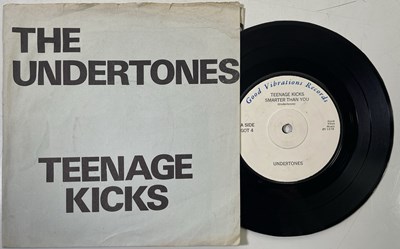 THE
UNDERTONES
TEENAGE
KICKS
Good Vibrations Records
TEENAGE KICKS
SMARTER THAN YOU
A SIDE
GOT 4
UNDERTONES